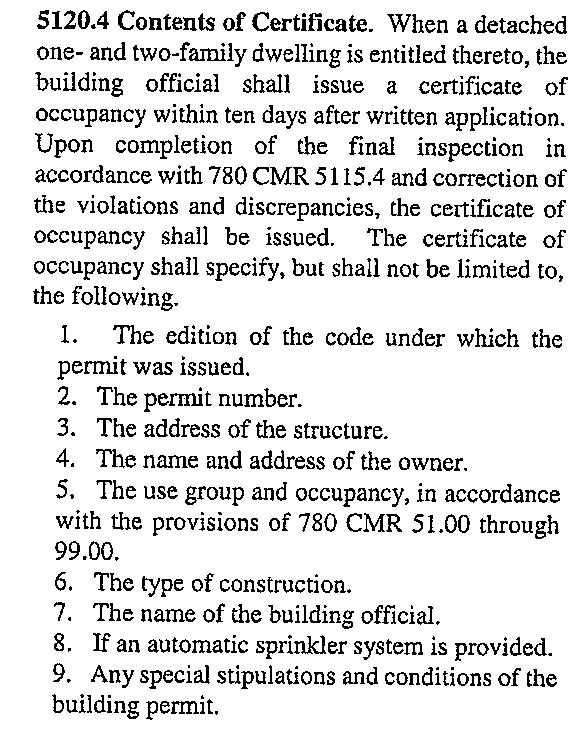 5120.4 Contents of Certificate. When a detached
one- and two-family dwelling is entitled thereto, the
building official shall issue a certificate of
occupancy within ten days after written application.
Upon completion of the final inspection in
accordance with 780 CMR 5115.4 and correction of
the violations and discrepancies, the certificate of
occupancy shall be issued. The certificate of
occupancy shall specify, but shall not be limited to,
the following.
1. The edition of the code under which the
permit was issued.
2. The permit number.
3. The address of the structure.
4. The name and address of the owner.
5. The use group and occupancy, in accordance
with the provisions of 780 CMR 51.00 through
99.00.
6. The type of construction.
7. The name of the building official.
8. If an automatic sprinkler system is provided.
9. Any special stipulations and conditions of the
building permit.